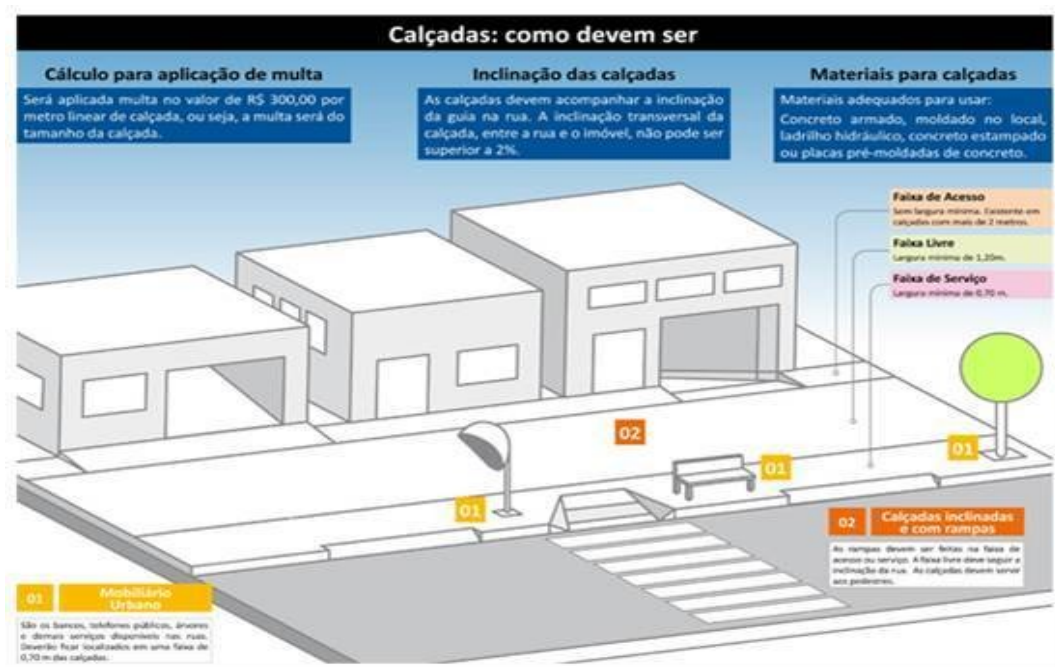 Calçadas: como devem ser
Cálculo para aplicação de multa
Será aplicada multa no valor de R$ 300,00 por
metro linear de calçada, ou seja, a multa será do
tamanho da calçada.
Inclinação das calçadas
As calçadas devem acompanhar a inclinação
da guia na rua. A inclinação transversal da
calçada, entre a rua e o imóvel, não pode ser
superior a 2%.
Materiais para calçadas
Materiais adequados para usar:
Concreto armado, moldado no local,
ladrilho hidráulico, concreto estampado
ou placas pré-moldadas de concreto.
Faixa de Acesso
Sem largura mínima. Existente em
calçadas com mais de 2 metros.
Faixa Livre
Largura mínima de 1,20m.
Faixa de Serviço
Largura mínima de 0,70 m.
02
01
01
01
02
Calçadas inclinadas
e com rampas
As rampas devem ser feitas na faixa de
acesso ou serviço. A faixa livre deve seguir a
inclinação da rua. As calçadas devem servir
aos pedestres.
01
Mobiliário
Urbano
São os bancos, telefones públicos, árvores
e demais serviços disponíveis nas ruas.
Deverão ficar localizados em uma faixa de
0,70 m das calçadas.